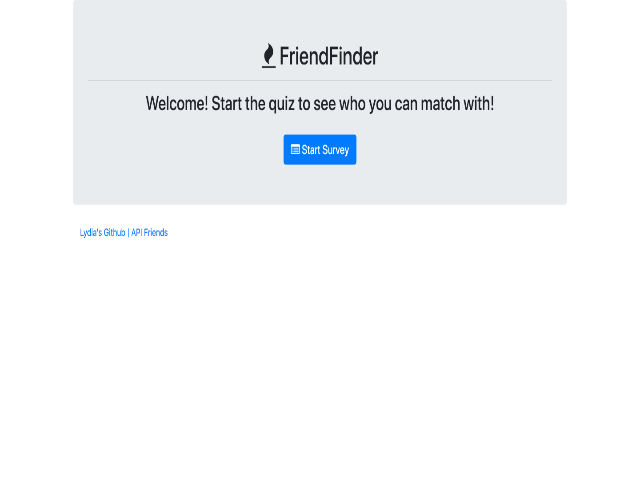 FriendFinder
Welcome! Start the quiz to see who you can match with!
Start Survey
Lydia's Github | API Friends